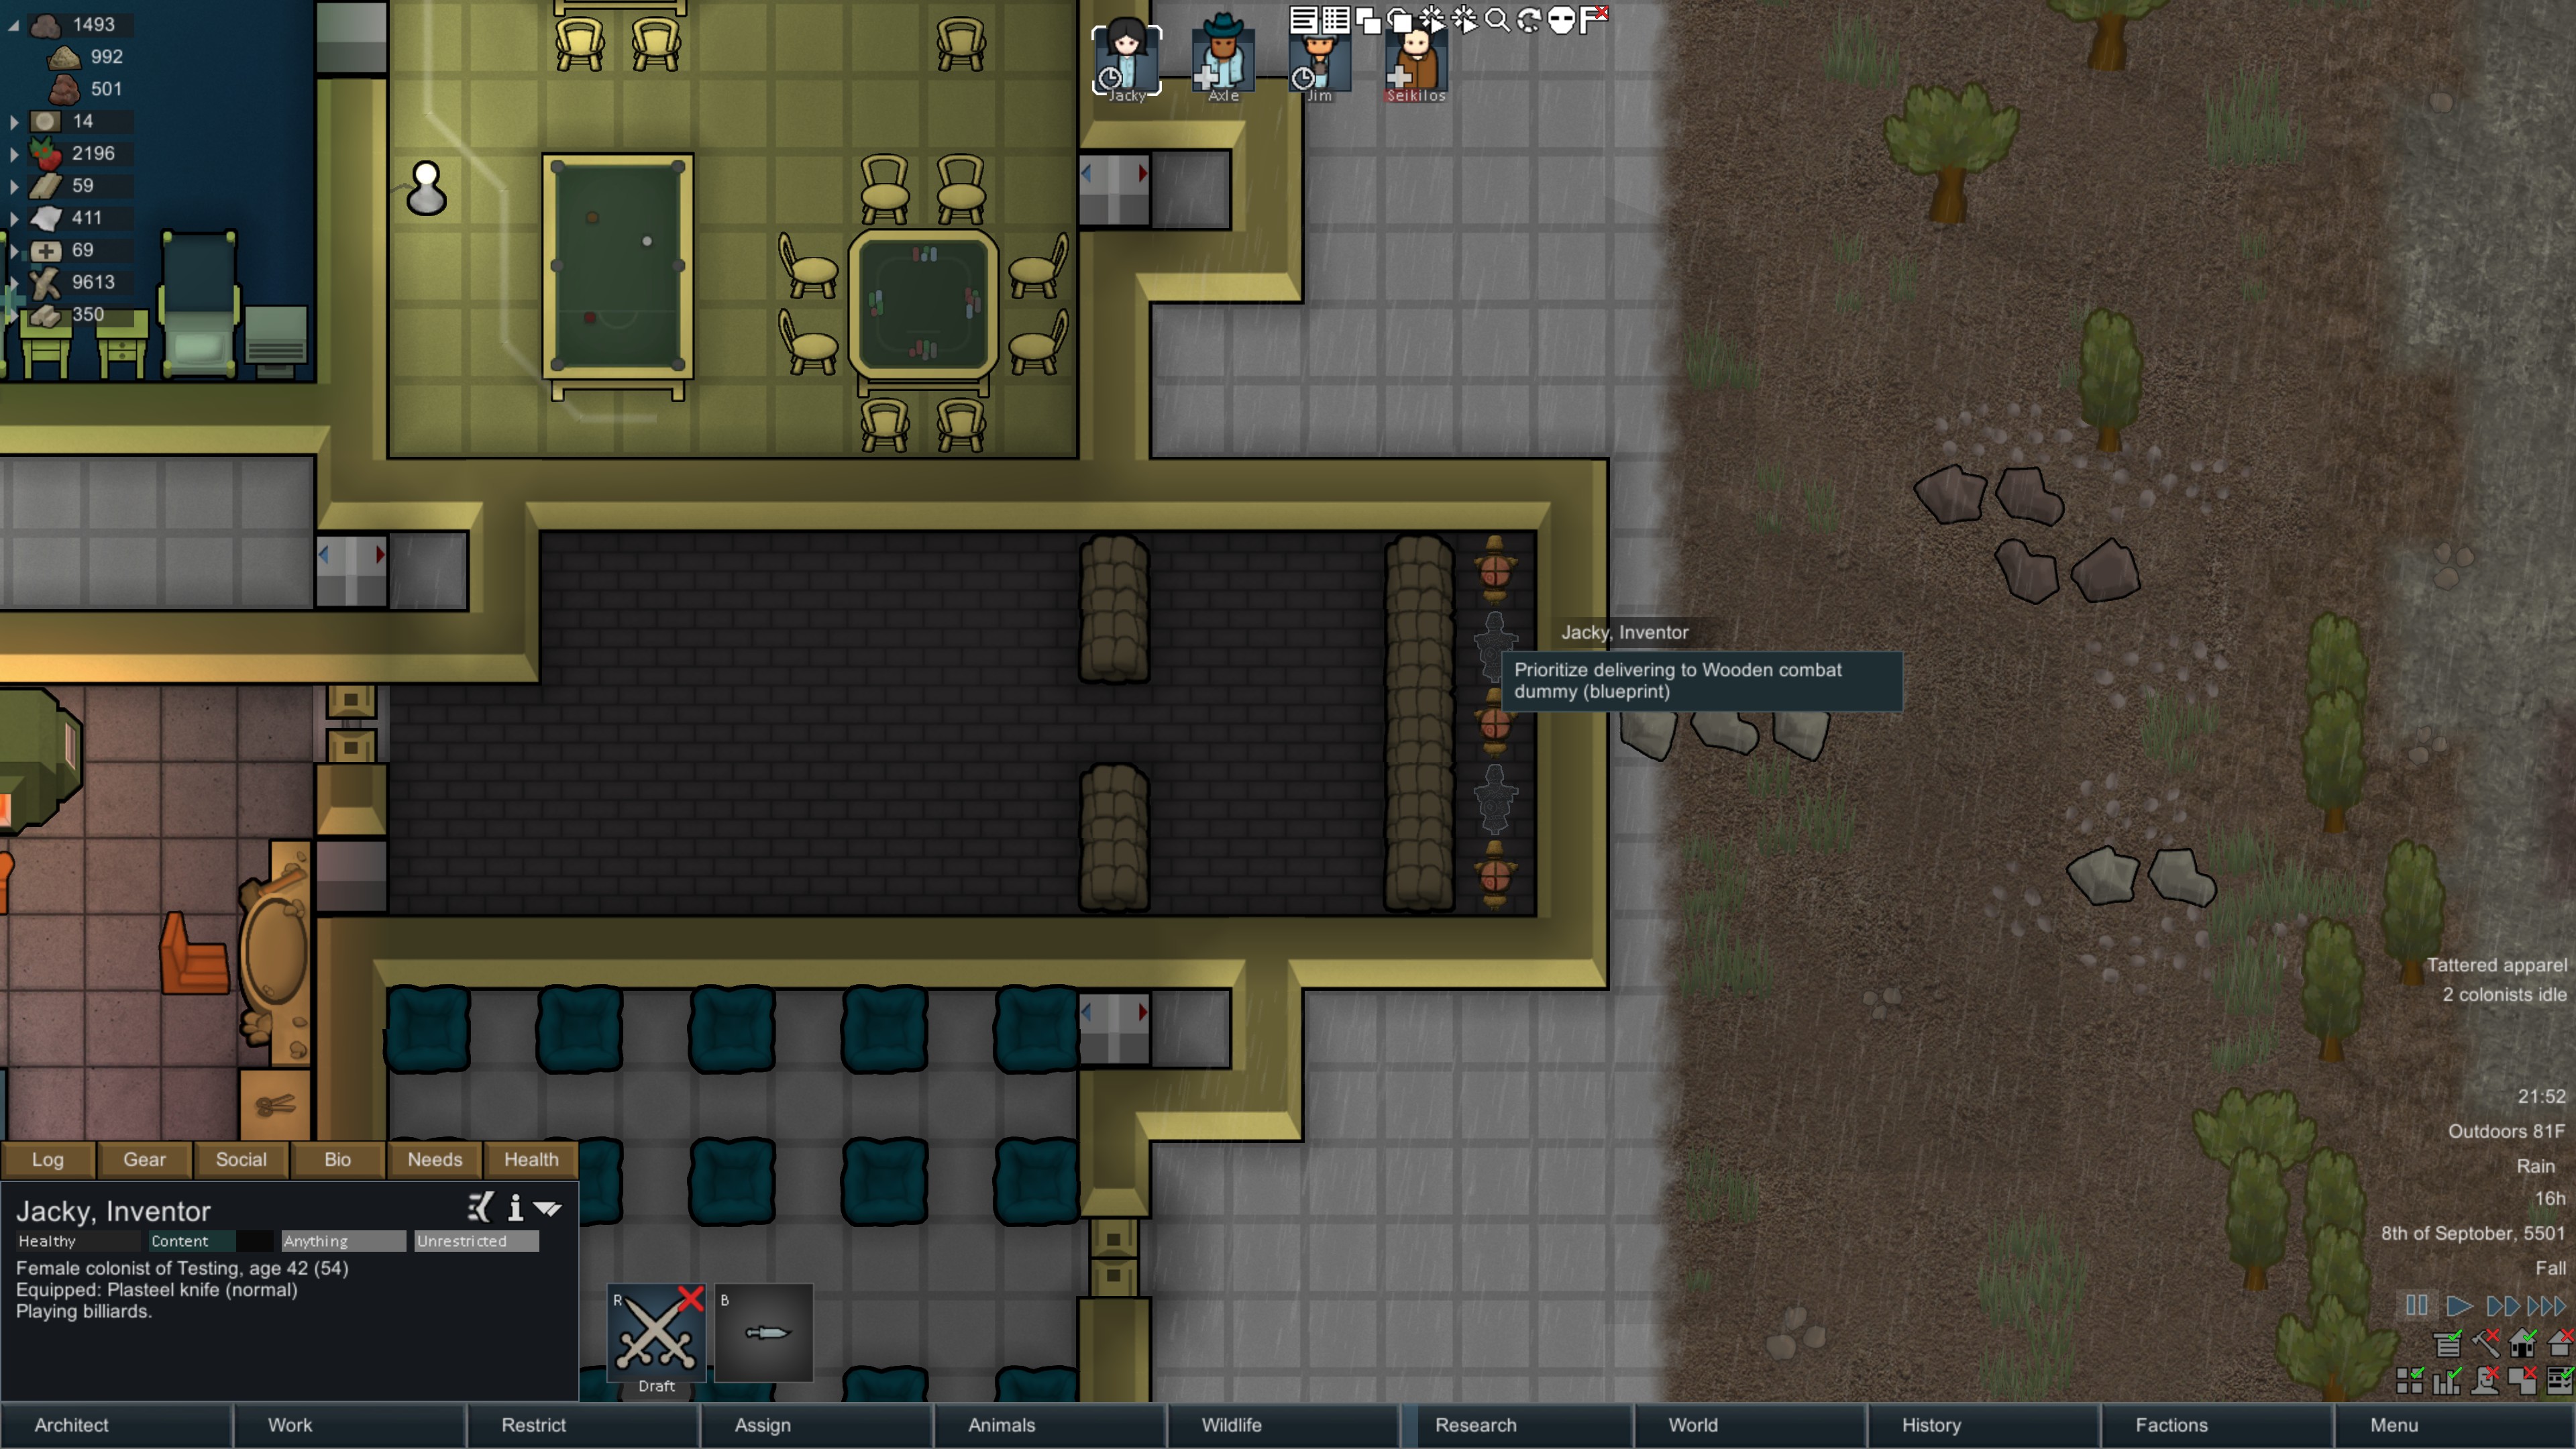 1493
992
501
14
2196
59
411
69
9613
350
Jacky
Axle
Jim
Seikilos
Jacky, Inventor
Prioritize delivering to Wooden combat
dummy (blueprint)
Tattered apparel
2 colonists idle
21:52
Outdoors 81F
Rain
16h
8th of Septober, 5501
Fall
Log
Gear
Social
Bio
Needs
Health
Jacky, Inventor
Healthy
Content
Anything
Unrestricted
Female colonist of Testing, age 42 (54)
Equipped: Plasteel knife (normal)
Playing billiards.
R
B
Draft
Architect
Work
Restrict
Assign
Animals
Wildlife
Research
World
History
Factions
Menu